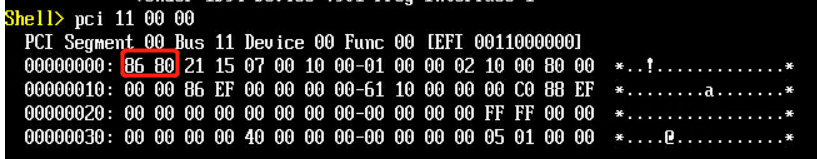 Shell> pci 11 00 00
PCI Segment 00 Bus 11 Device 00 Func 00 [EFI 0011000000]
00000000: 86 80 21 15 07 00 10 00-01 00 00 02 10 00 80 00 *..!.............*
00000010: 00 00 86 EF 00 00 00 00-61 10 00 00 00 C0 88 EF *........a.......*
00000020: 00 00 00 00 00 00 00 00-00 00 00 00 FF FF 00 00 *................*
00000030: 00 00 00 00 40 00 00 00-00 00 00 00 05 01 00 00 *....@...........*